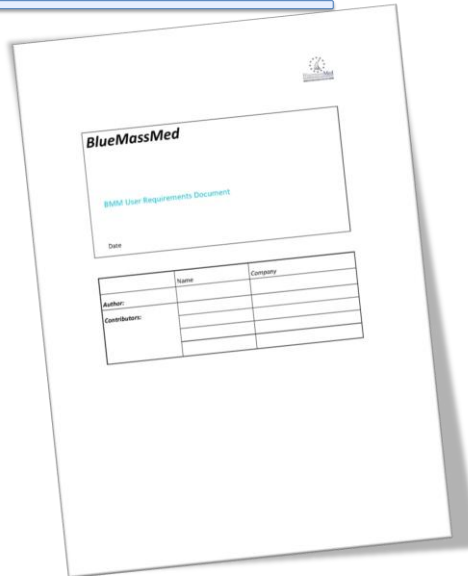 BlueMassMed
BMM User Requirements Document
Date
Name Company
Author:
Contributors: